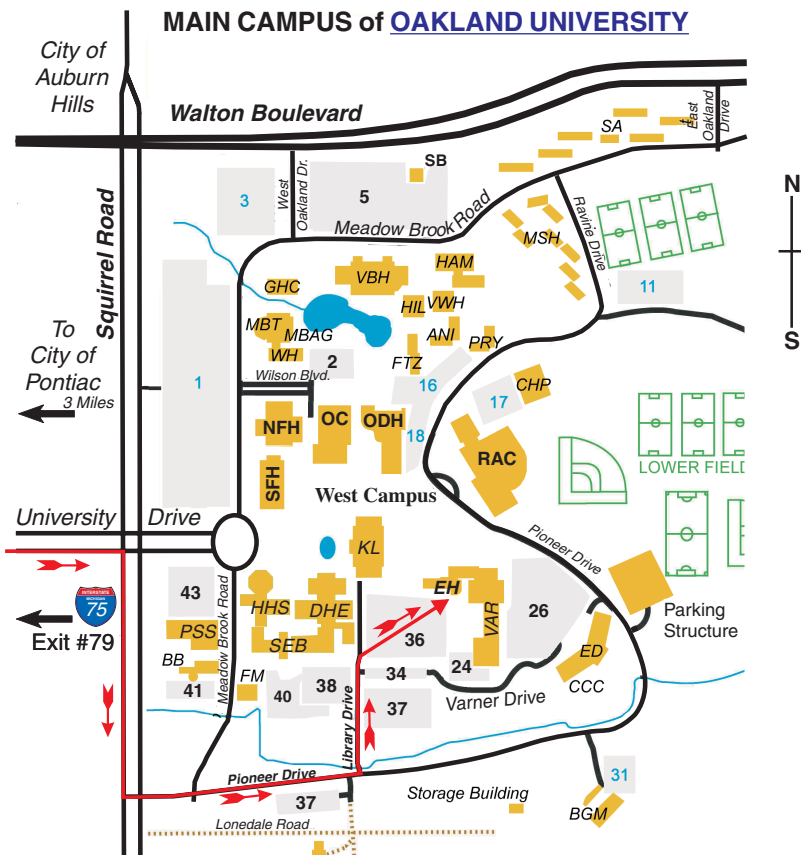 MAIN CAMPUS of OAKLAND UNIVERSITY
City of
Auburn
Hills
Walton Boulevard
SA
East
Oakland
Drive
SB
3
West
Oakland Dr.
5
Meadow Brook Road
Ravine Drive
MSH
N
S
Squirrel Road
GHC
VBH
HAM
11
HIL
VWH
MBT
MBAG
ANI
PRY
WH
2
FTZ
To
City of
Pontiac
3 Miles
1
Wilson Blvd.
16
17
CHP
NFH
OC
ODH
18
RAC
LOWER FIELD
SFH
West Campus
University Drive
KL
Pioneer Drive
INTERSTATE
MICHIGAN
75
Exit #79
43
HHS
DHE
EH
VAR
26
Parking
Structure
PSS
SEB
36
ED
BB
Meadow Brook Road
FM
34
24
CCC
41
40
38
Varner Drive
Library Drive
37
Pioneer Drive
31
37
Storage Building
BGM
Lonedale Road